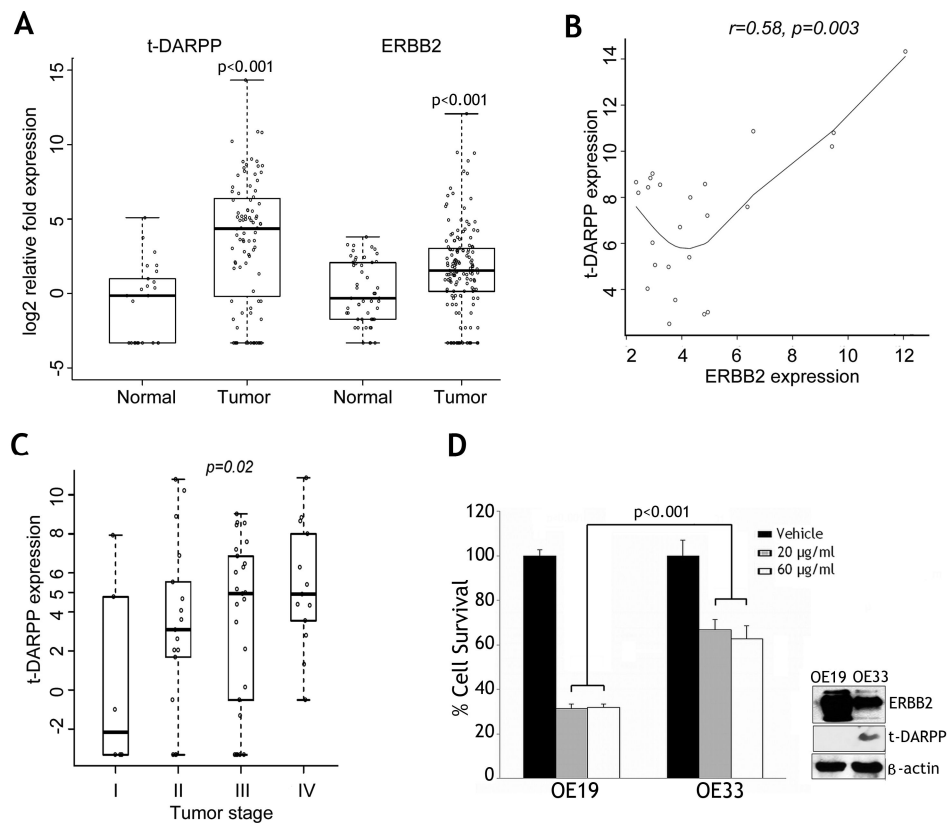 A
t-DARPP
ERBB2
p<0.001
p<0.001
log2 relative fold expression
15
10
5
0
-5
Normal
Tumor
Normal
Tumor
B
r=0.58, p=0.003
t-DARPP expression
14
12
10
8
6
4
2
4
6
8
10
12
ERBB2 expression
C
p=0.02
t-DARPP expression
10
8
6
5
4
2
0
-2
I
II
III
IV
Tumor stage
D
p<0.001
% Cell Survival
120
100
80
60
40
20
0
Vehicle
20 µg/ml
60 µg/ml
OE19
OE33
OE19 OE33
ERBB2
t-DARPP
β-actin